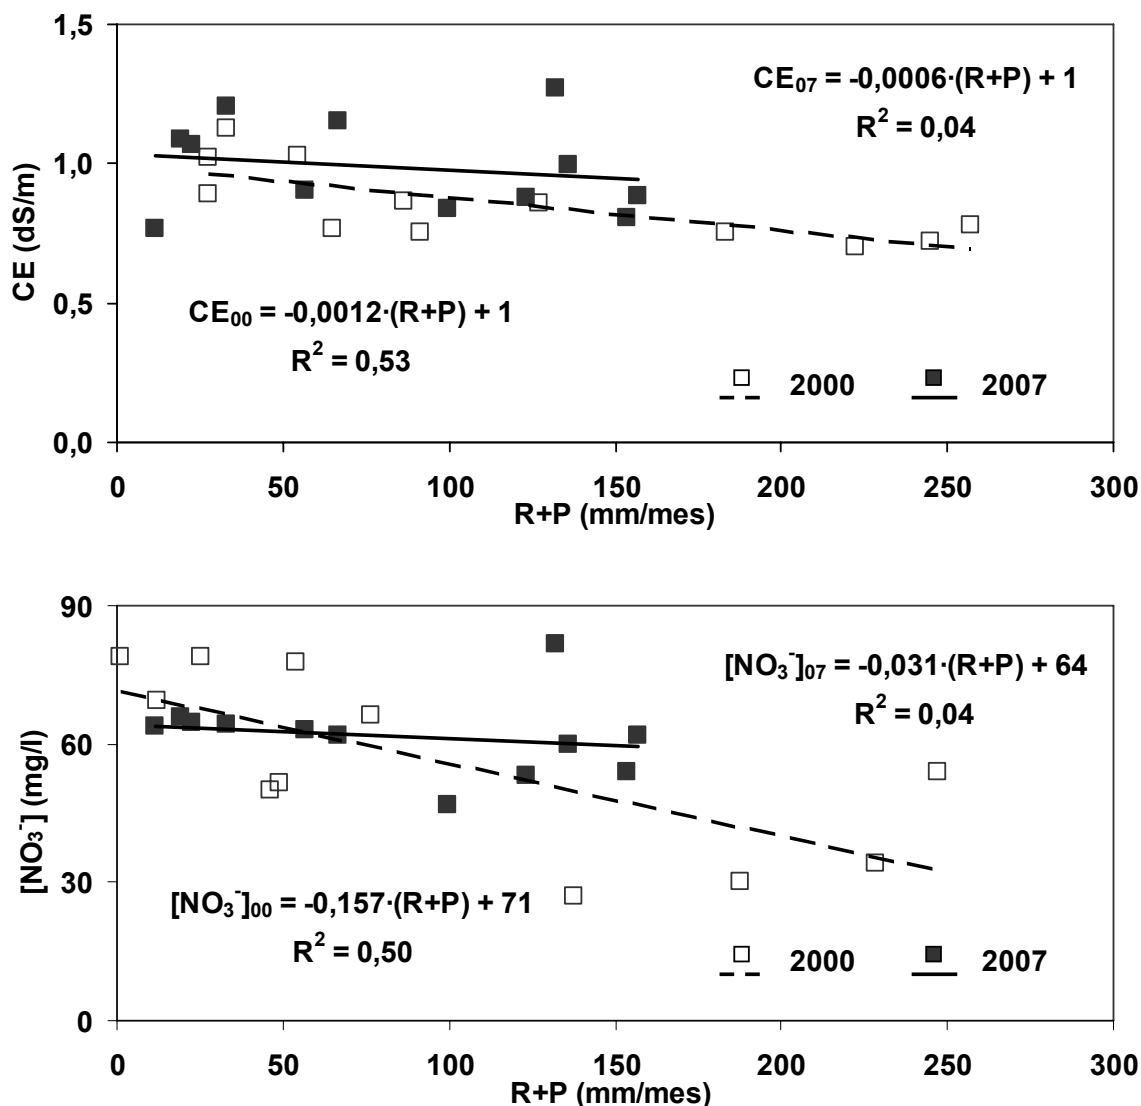 1,5
CE₀₇ = -0,0006·(R+P) + 1
R² = 0,04
1,0
CE (dS/m)
0,5
CE₀₀ = -0,0012·(R+P) + 1
R² = 0,53
2000 2007
0,0
0 50 100 150 200 250 300
R+P (mm/mes)
90
[NO₃⁻]₀₇ = -0,031·(R+P) + 64
R² = 0,04
60
[NO₃⁻] (mg/l)
30
[NO₃⁻]₀₀ = -0,157·(R+P) + 71
R² = 0,50
2000 2007
0
0 50 100 150 200 250 300
R+P (mm/mes)